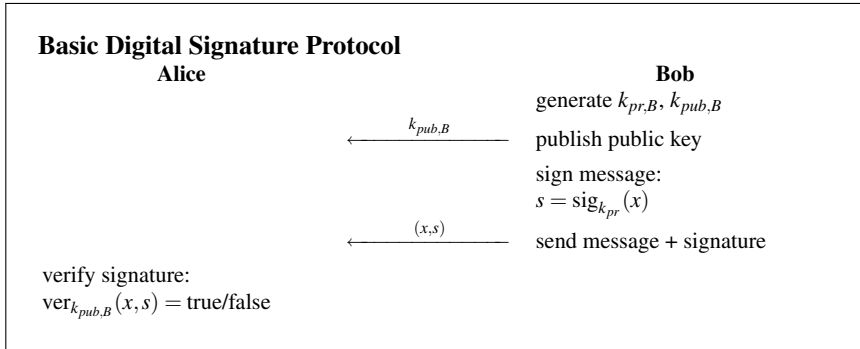 Basic Digital Signature Protocol
Alice Bob
generate k_{pr,B}, k_{pub,B}
k_{pub,B}
← publish public key
sign message:
s = sig_{k_{pr}}(x)
(x,s)
← send message + signature
verify signature:
ver_{k_{pub,B}}(x,s) = true/false